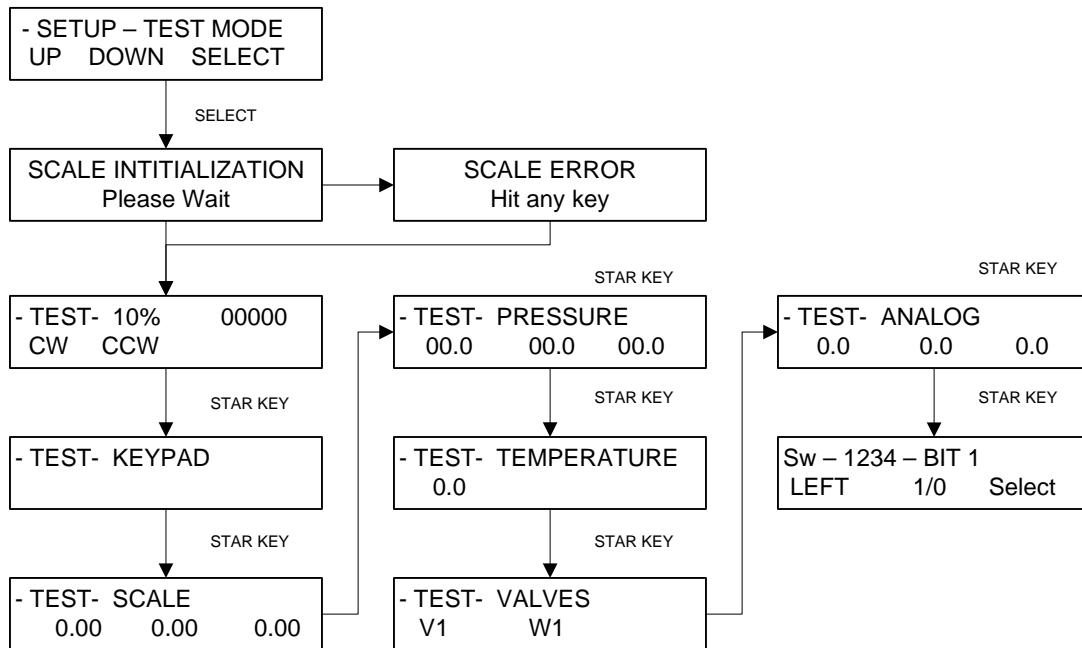 - SETUP – TEST MODE
UP DOWN SELECT
SELECT
SCALE INTITIALIZATION
Please Wait
SCALE ERROR
Hit any key
- TEST- 10% 00000
CW CCW
STAR KEY
- TEST- KEYPAD
STAR KEY
- TEST- SCALE
0.00 0.00 0.00
STAR KEY
- TEST- PRESSURE
00.0 00.0 00.0
STAR KEY
- TEST- TEMPERATURE
0.0
STAR KEY
- TEST- VALVES
V1 W1
STAR KEY
- TEST- ANALOG
0.0 0.0 0.0
STAR KEY
Sw – 1234 – BIT 1
LEFT 1/0 Select